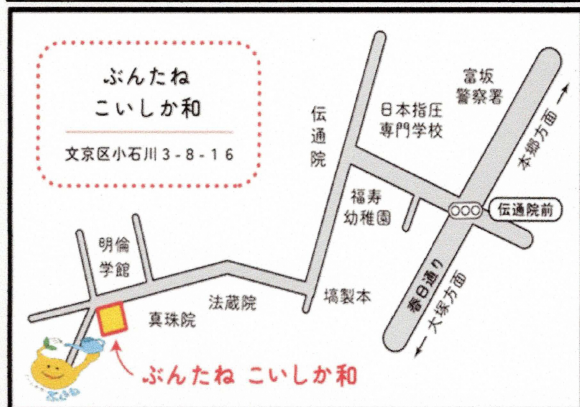 ぶんたね
こいしか和
文京区小石川3-8-16
伝通院
日本指圧
専門学校
富坂
警察署
本郷方面
福寿
幼稚園
伝通院前
明倫
学館
法蔵院
真珠院
塙製本
春日通り
大塚方面
ぶんたね こいしか和